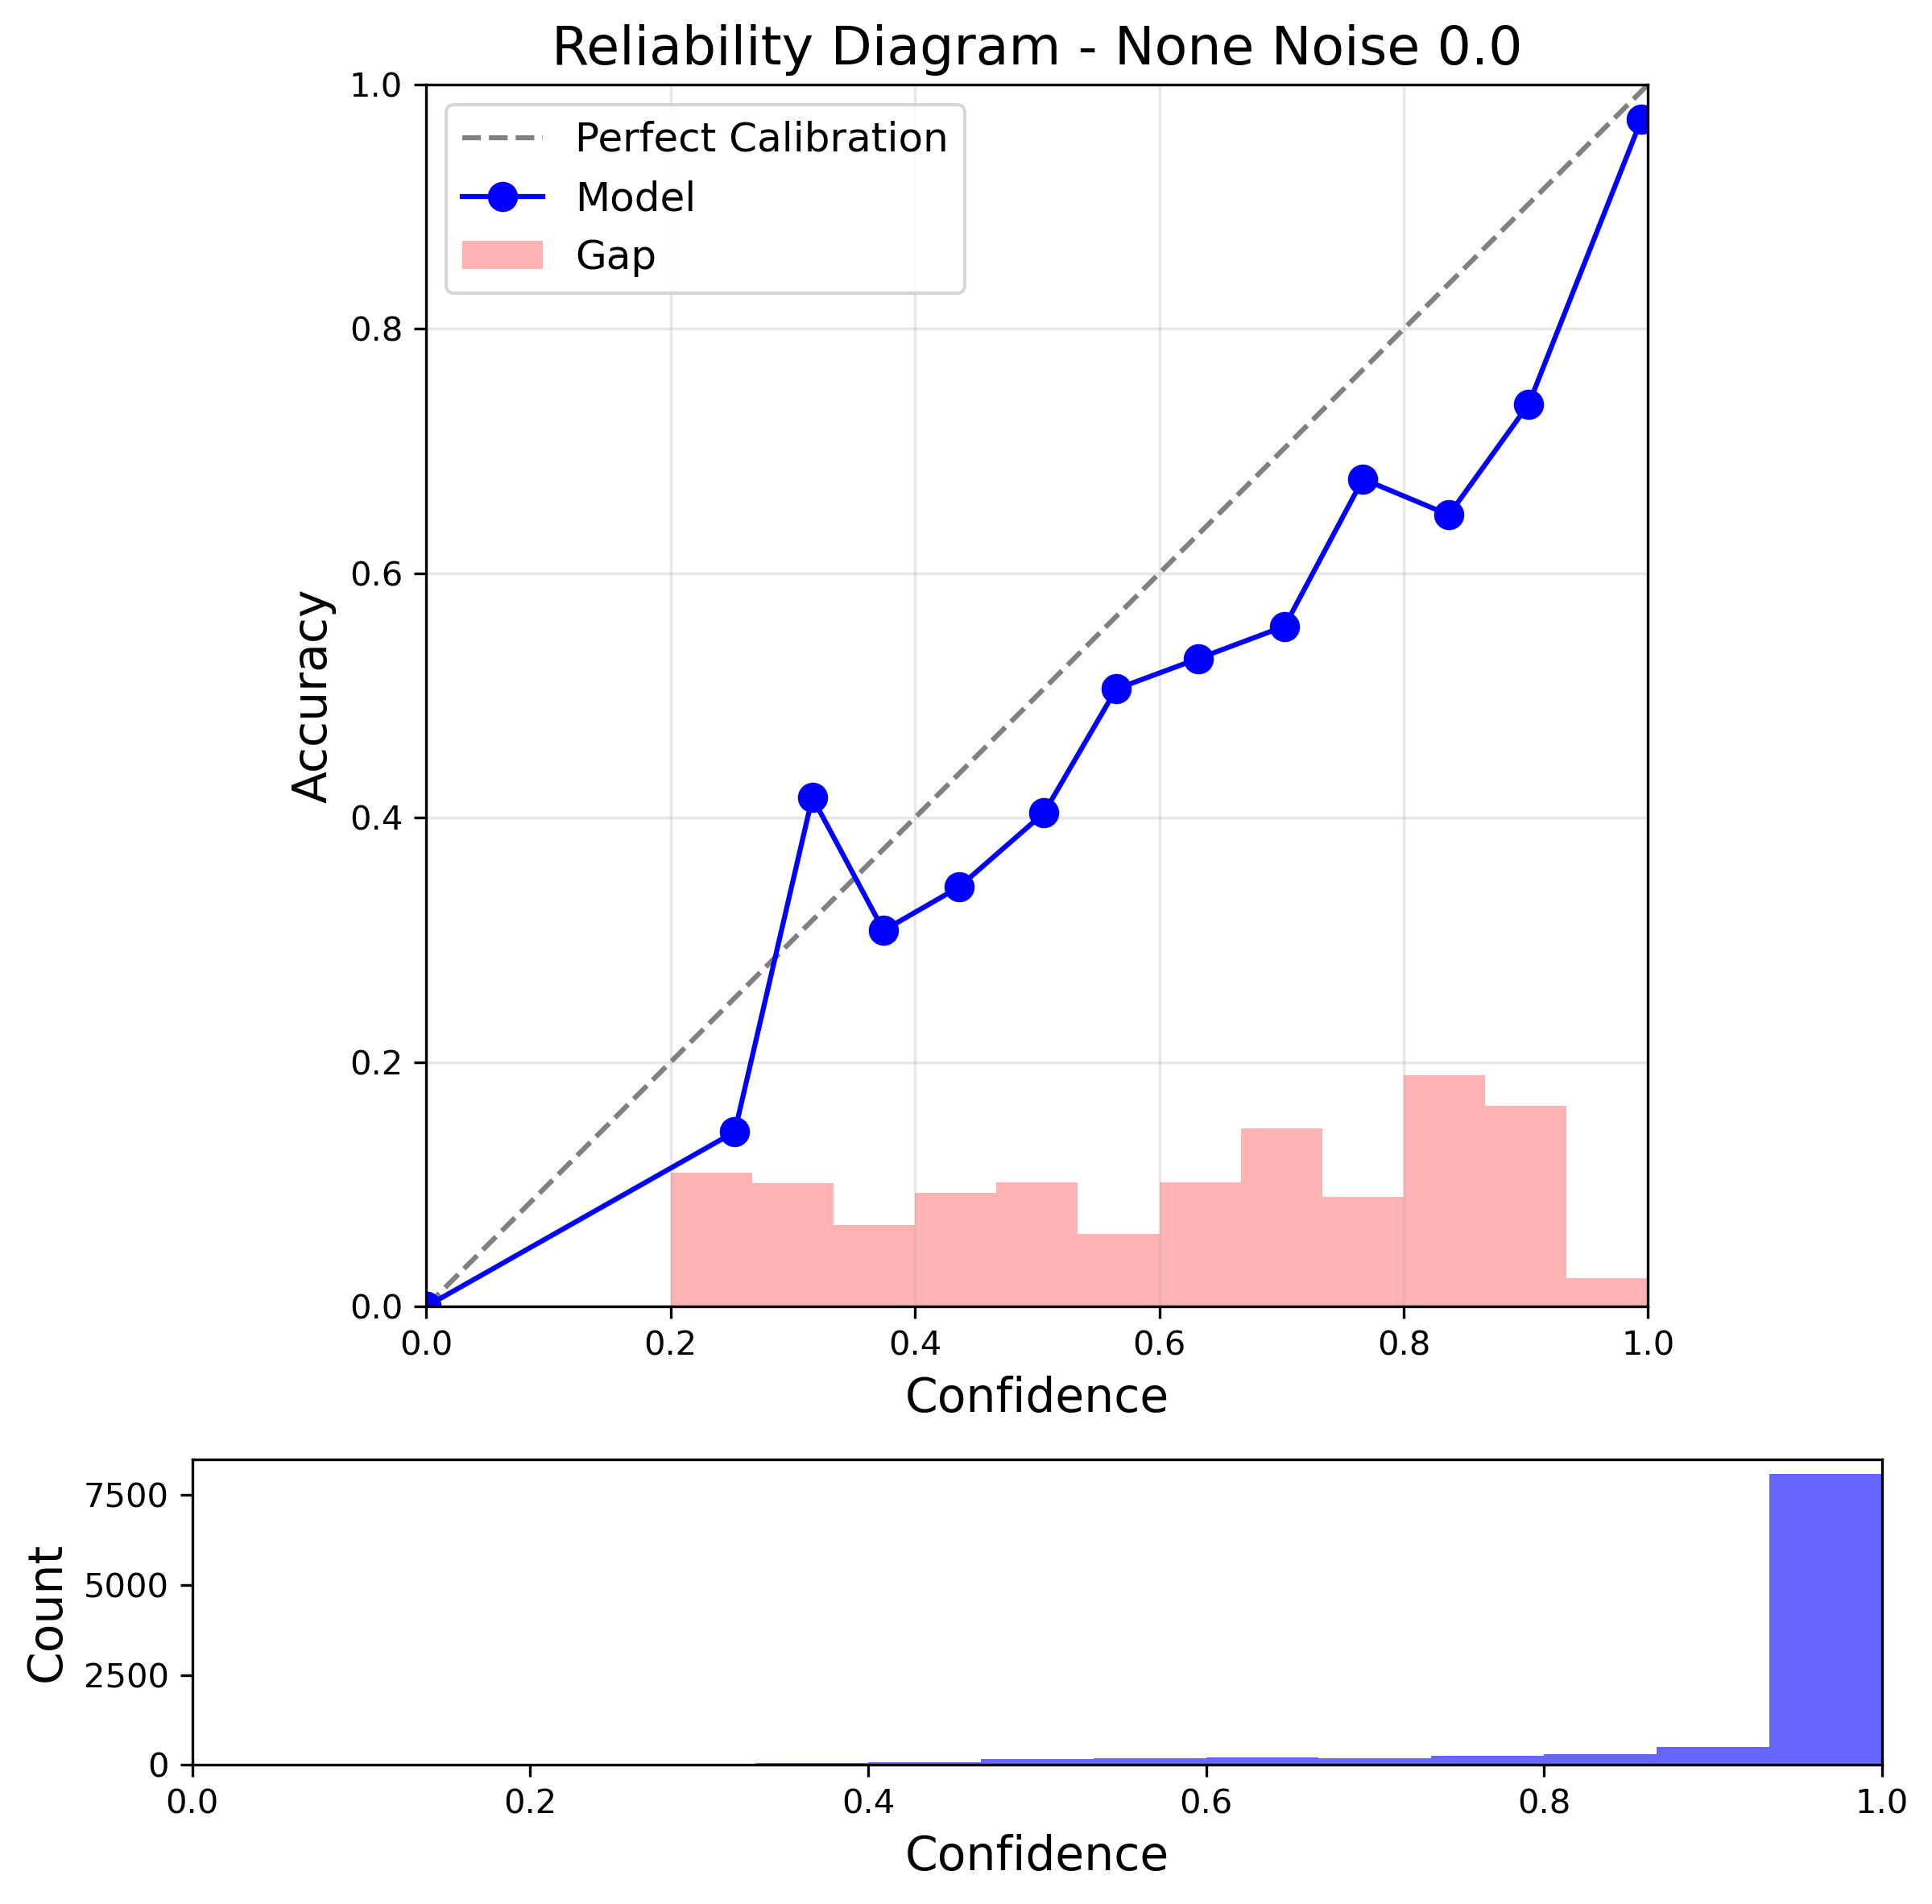 Reliability Diagram - None Noise 0.0
1.0
0.8
0.6
0.4
0.2
0.0
Accuracy
Perfect Calibration
Model
Gap
0.0 0.2 0.4 0.6 0.8 1.0
Confidence
7500
5000
2500
0
Count
0.0 0.2 0.4 0.6 0.8 1.0
Confidence